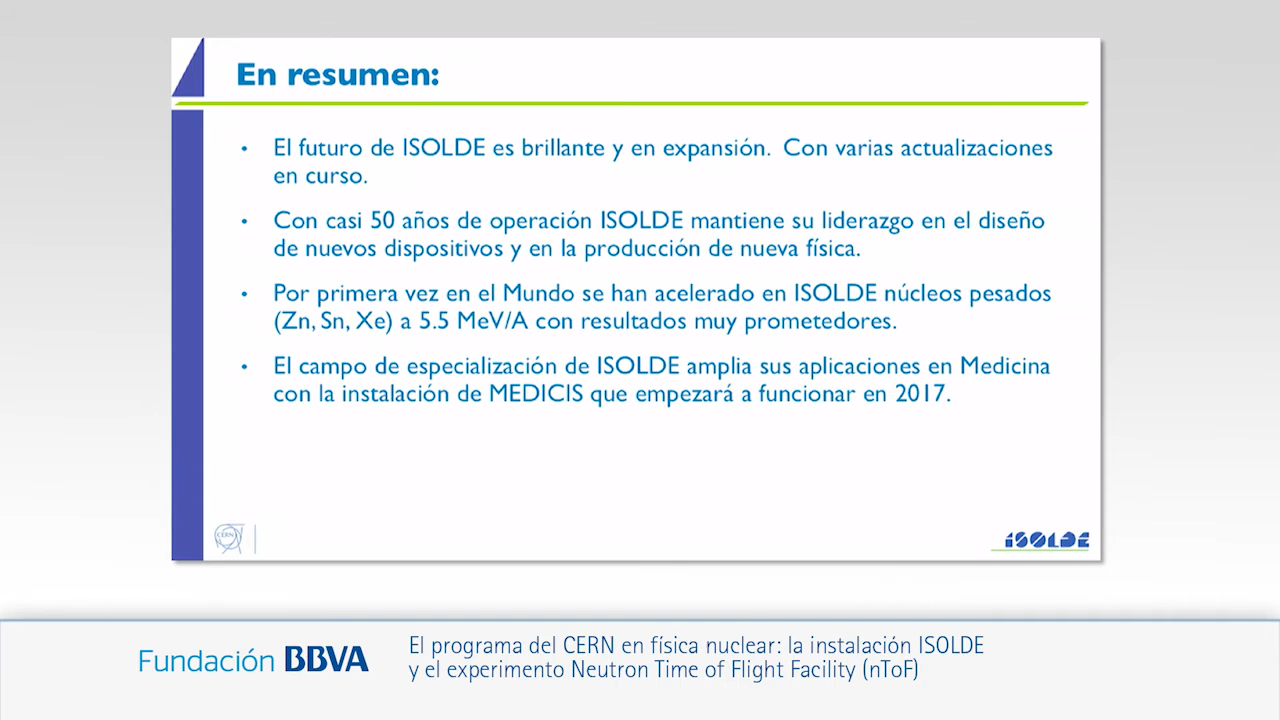 En resumen:
• El futuro de ISOLDE es brillante y en expansión. Con varias actualizaciones
en curso.
• Con casi 50 años de operación ISOLDE mantiene su liderazgo en el diseño
de nuevos dispositivos y en la producción de nueva física.
• Por primera vez en el Mundo se han acelerado en ISOLDE núcleos pesados
(Zn, Sn, Xe) a 5.5 MeV/A con resultados muy prometedores.
• El campo de especialización de ISOLDE amplia sus aplicaciones en Medicina
con la instalación de MEDICIS que empezará a funcionar en 2017.
CERN
ISOLDE
Fundación BBVA
El programa del CERN en física nuclear: la instalación ISOLDE
y el experimento Neutron Time of Flight Facility (nToF)